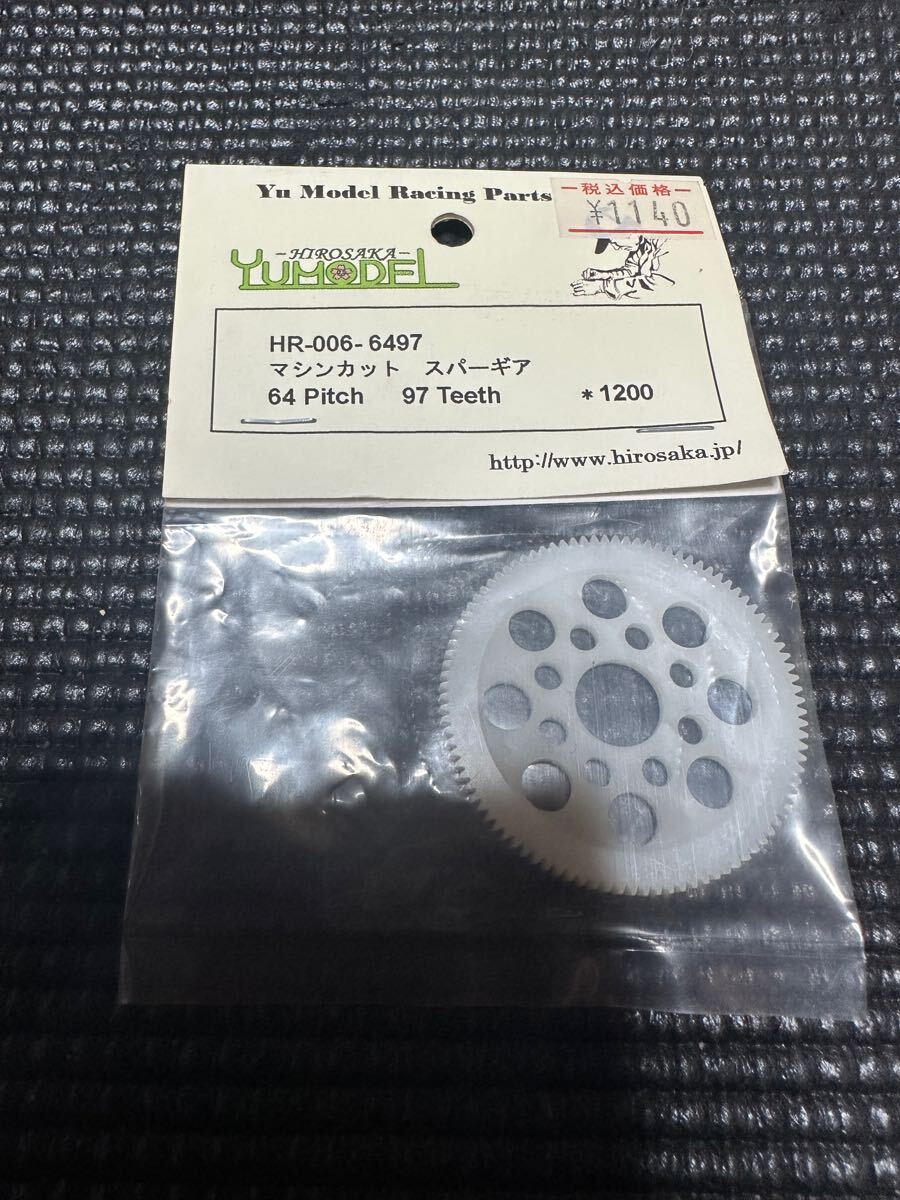 Yu Model Racing Parts
ー税込価格ー
¥1140
-HIROSAKA-
YUMODEL
HR-006-6497
マシンカット　スパーギア
64 Pitch 97 Teeth *1200
http://www.hirosaka.jp/